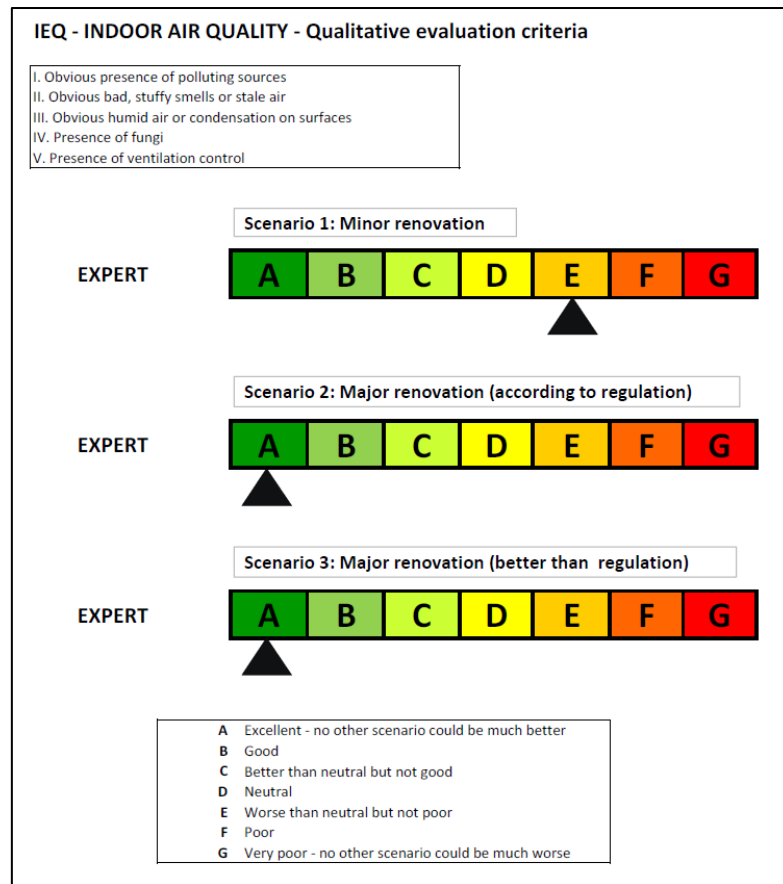 IEQ - INDOOR AIR QUALITY - Qualitative evaluation criteria
I. Obvious presence of polluting sources
II. Obvious bad, stuffy smells or stale air
III. Obvious humid air or condensation on surfaces
IV. Presence of fungi
V. Presence of ventilation control
Scenario 1: Minor renovation
EXPERT A B C D E F G
Scenario 2: Major renovation (according to regulation)
EXPERT A B C D E F G
Scenario 3: Major renovation (better than  regulation)
EXPERT A B C D E F G
A Excellent - no other scenario could be much better
B Good
C Better than neutral but not good
D Neutral
E Worse than neutral but not poor
F Poor
G Very poor - no other scenario could be much worse